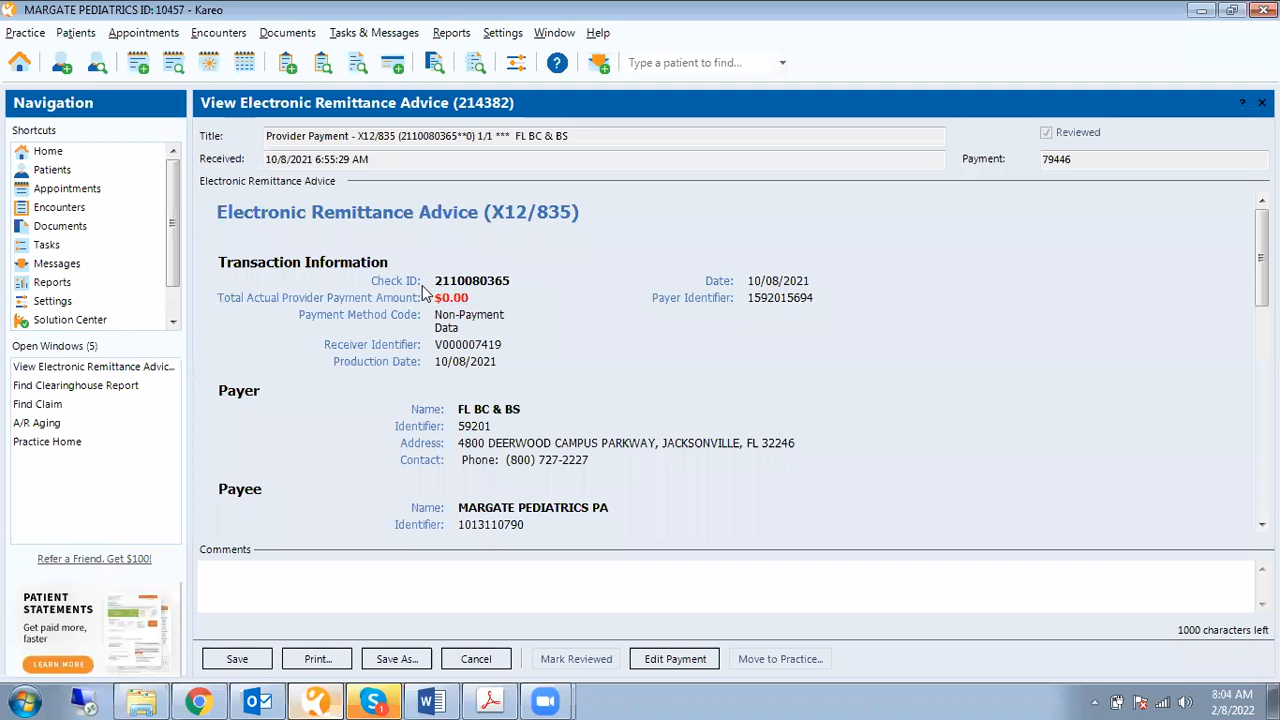 MARGATE PEDIATRICS ID: 10457 - Kareo
Practice Patients Appointments Encounters Documents Tasks & Messages Reports Settings Window Help
Type a patient to find...
Navigation
Shortcuts
Home
Patients
Appointments
Encounters
Documents
Tasks
Messages
Reports
Settings
Solution Center
Open Windows (5)
View Electronic Remittance Advic...
Find Clearinghouse Report
Find Claim
A/R Aging
Practice Home
Refer a Friend. Get $100!
PATIENT
STATEMENTS
Get paid more,
faster
LEARN MORE
View Electronic Remittance Advice (214382)
Title: Provider Payment - X12/835 (2110080365**0) 1/1 *** FL BC & BS
Reviewed
Received: 10/8/2021 6:55:29 AM
Payment: 79446
Electronic Remittance Advice
Electronic Remittance Advice (X12/835)
Transaction Information
Check ID: 2110080365 Date: 10/08/2021
Total Actual Provider Payment Amount: $0.00 Payer Identifier: 1592015694
Payment Method Code: Non-Payment
Data
Receiver Identifier: V000007419
Production Date: 10/08/2021
Payer
Name: FL BC & BS
Identifier: 59201
Address: 4800 DEERWOOD CAMPUS PARKWAY, JACKSONVILLE, FL 32246
Contact: Phone: (800) 727-2227
Payee
Name: MARGATE PEDIATRICS PA
Identifier: 1013110790
Comments
1000 characters left
Save Print... Save As... Cancel Mark Reviewed Edit Payment Move to Practice...
8:04 AM
2/8/2022